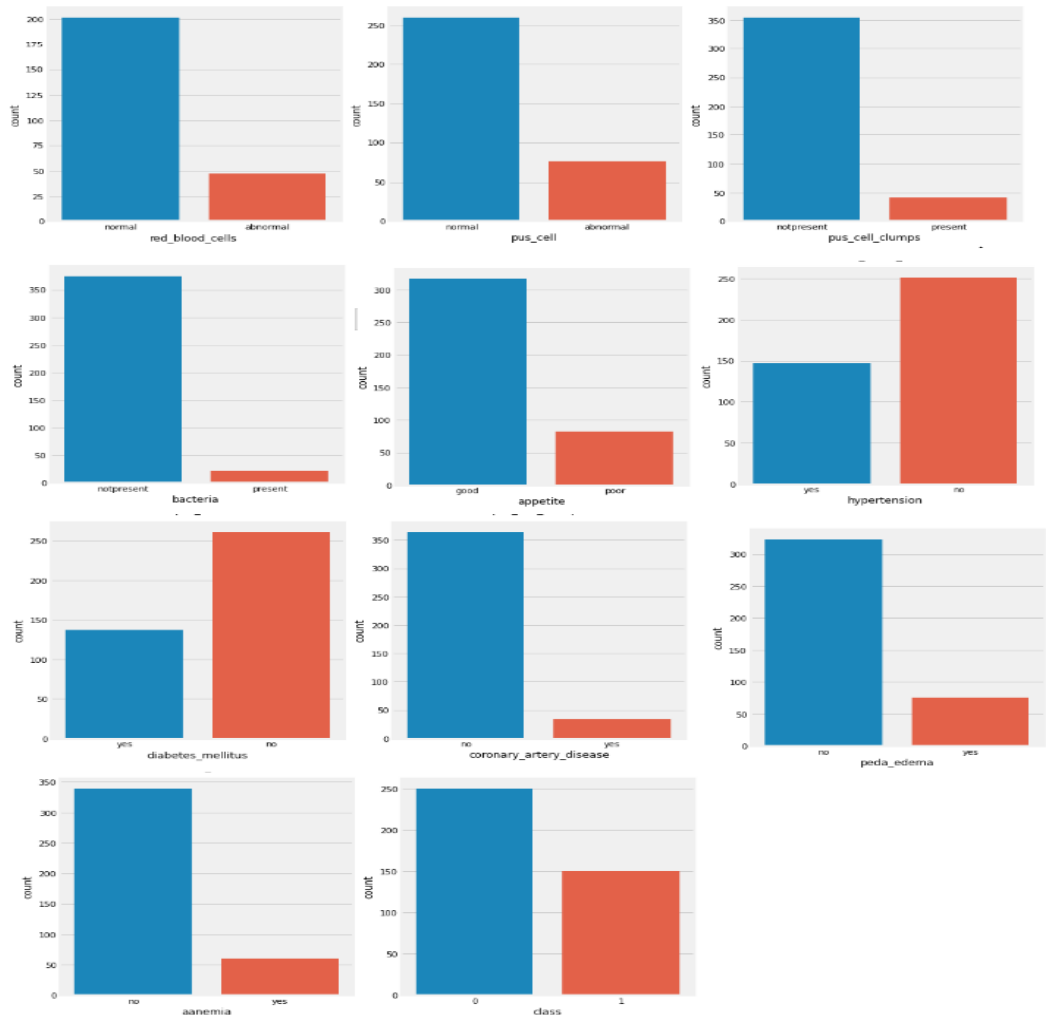 200
175
150
125
100
75
50
25
0
count
normal abnormal
red_blood_cells
250
200
150
100
50
0
count
normal abnormal
pus_cell
350
300
250
200
150
100
50
0
count
notpresent present
pus_cell_clumps
350
300
250
200
150
100
50
0
count
notpresent present
bacteria
300
250
200
150
100
50
0
count
good poor
appetite
250
200
150
100
50
0
count
yes no
hypertension
250
200
150
100
50
0
count
yes no
diabetes_mellitus
350
300
250
200
150
100
50
0
count
no yes
coronary_artery_disease
300
250
200
150
100
50
0
count
no yes
peda_edema
350
300
250
200
150
100
50
0
count
no yes
aanemia
250
200
150
100
50
0
count
0 1
class